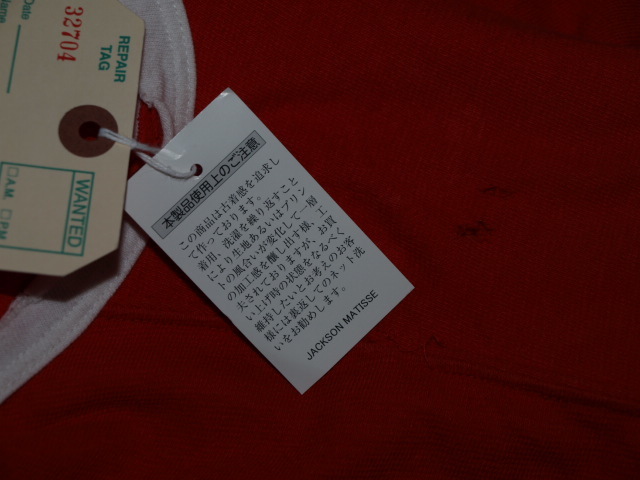 Name
Date
32704
REPAIR
TAG
WANTED
A.M. P.M.
本製品使用上のご注意
この商品は古着感を追求し
て作っております。
着用、洗濯を繰り返すこと
により生地あるいはプリン
トの風合いが変化して一層
の加工感を醸し出す様、工
夫されておりますが、お買
い上げ時の状態をなるべく
維持したいとお考えのお客
様には裏返してのネット洗
いをお勧めします。
JACKSON MATISSE